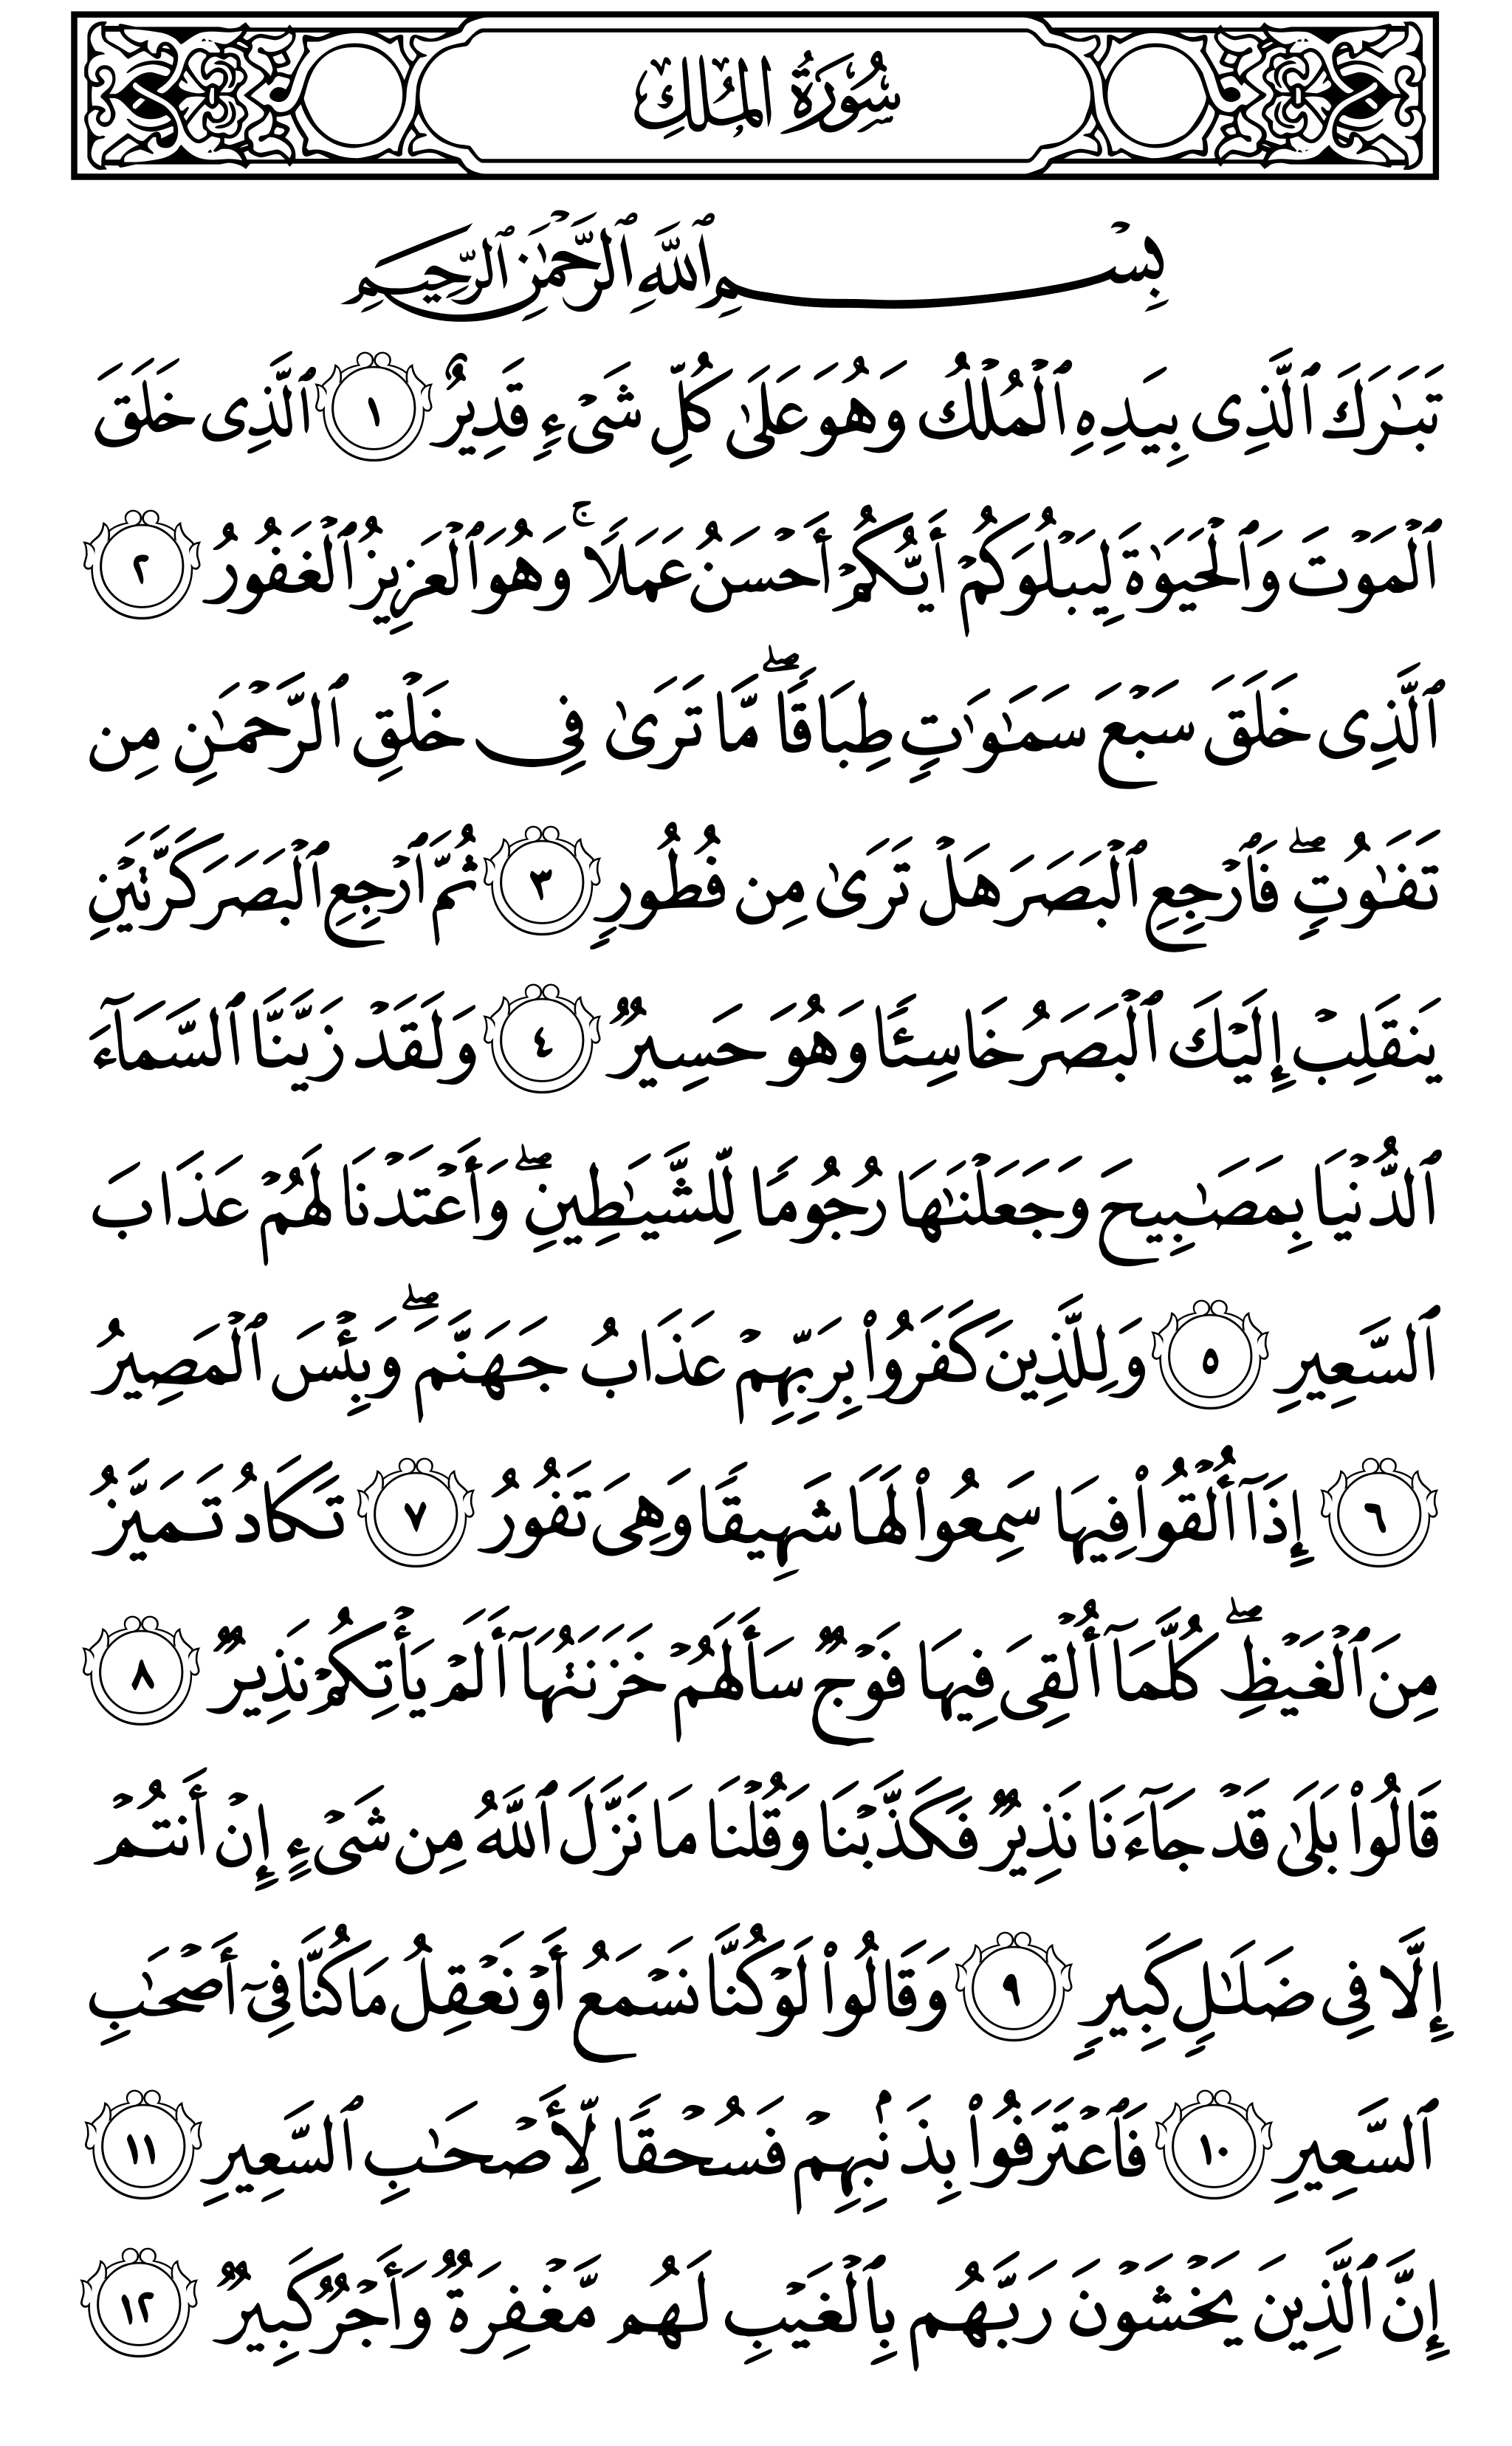 سُورَةُ المُلْكِ
بِسْمِ ٱللَّهِ ٱلرَّحْمَٰنِ ٱلرَّحِيمِ
تَبَٰرَكَ ٱلَّذِى بِيَدِهِ ٱلْمُلْكُ وَهُوَ عَلَىٰ كُلِّ شَىْءٍ قَدِيرٌ ١ ٱلَّذِى خَلَقَ
ٱلْمَوْتَ وَٱلْحَيَوٰةَ لِيَبْلُوَكُمْ أَيُّكُمْ أَحْسَنُ عَمَلًا ۚ وَهُوَ ٱلْعَزِيزُ ٱلْغَفُورُ ٢
ٱلَّذِى خَلَقَ سَبْعَ سَمَٰوَٰتٍ طِبَاقًا ۖ مَّا تَرَىٰ فِى خَلْقِ ٱلرَّحْمَٰنِ مِن
تَفَٰوُتٍ ۖ فَٱرْجِعِ ٱلْبَصَرَ هَلْ تَرَىٰ مِن فُطُورٍ ٣ ثُمَّ ٱرْجِعِ ٱلْبَصَرَ كَرَّتَيْنِ
يَنقَلِبْ إِلَيْكَ ٱلْبَصَرُ خَاسِئًا وَهُوَ حَسِيرٌ ٤ وَلَقَدْ زَيَّنَّا ٱلسَّمَآءَ
ٱلدُّنْيَا بِمَصَٰبِيحَ وَجَعَلْنَٰهَا رُجُومًا لِّلشَّيَٰطِينِ ۖ وَأَعْتَدْنَا لَهُمْ عَذَابَ
ٱلسَّعِيرِ ٥ وَلِلَّذِينَ كَفَرُوا۟ بِرَبِّهِمْ عَذَابُ جَهَنَّمَ ۖ وَبِئْسَ ٱلْمَصِيرُ
٦ إِذَآ أُلْقُوا۟ فِيهَا سَمِعُوا۟ لَهَا شَهِيقًا وَهِىَ تَفُورُ ٧ تَكَادُ تَمَيَّزُ
مِنَ ٱلْغَيْظِ ۖ كُلَّمَآ أُلْقِىَ فِيهَا فَوْجٌ سَأَلَهُمْ خَزَنَتُهَآ أَلَمْ يَأْتِكُمْ نَذِيرٌ ٨
قَالُوا۟ بَلَىٰ قَدْ جَآءَنَا نَذِيرٌ فَكَذَّبْنَا وَقُلْنَا مَا نَزَّلَ ٱللَّهُ مِن شَىْءٍ إِنْ أَنتُمْ
إِلَّا فِى ضَلَٰلٍ كَبِيرٍ ٩ وَقَالُوا۟ لَوْ كُنَّا نَسْمَعُ أَوْ نَعْقِلُ مَا كُنَّا فِىٓ أَصْحَٰبِ
ٱلسَّعِيرِ ١٠ فَٱعْتَرَفُوا۟ بِذَنۢبِهِمْ فَسُحْقًا لِّأَصْحَٰبِ ٱلسَّعِيرِ ١١
إِنَّ ٱلَّذِينَ يَخْشَوْنَ رَبَّهُم بِٱلْغَيْبِ لَهُم مَّغْفِرَةٌ وَأَجْرٌ كَبِيرٌ ١٢